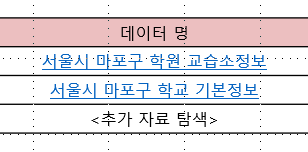 데이터 명
서울시 마포구 학원 교습소정보
서울시 마포구 학교 기본정보
<추가 자료 탐색>